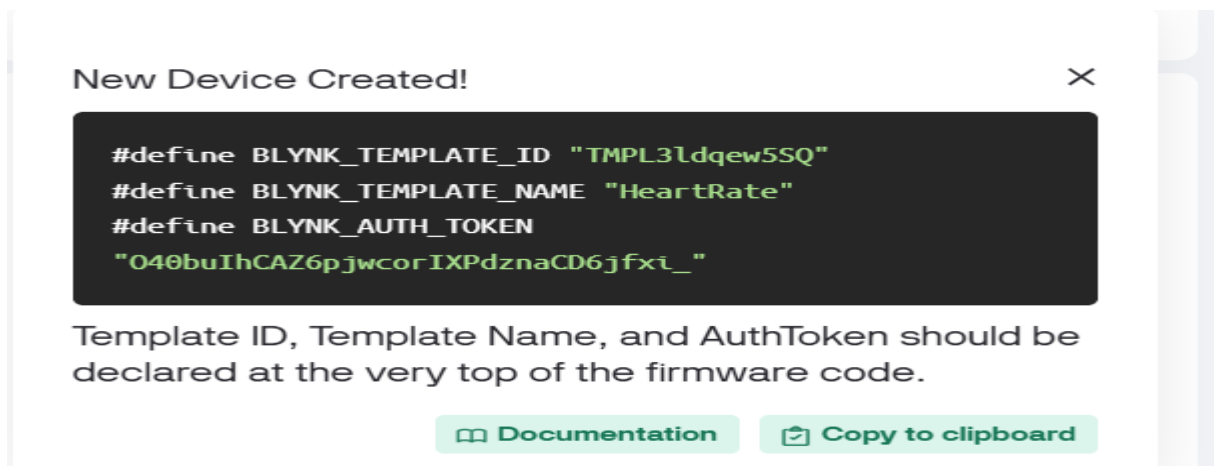 New Device Created!
#define BLYNK_TEMPLATE_ID "TMPL3ldqew5SQ"
#define BLYNK_TEMPLATE_NAME "HeartRate"
#define BLYNK_AUTH_TOKEN
"O40buIhCAZ6pjwcorIXPdznaCD6jfxi_"
Template ID, Template Name, and AuthToken should be
declared at the very top of the firmware code.
Documentation
Copy to clipboard